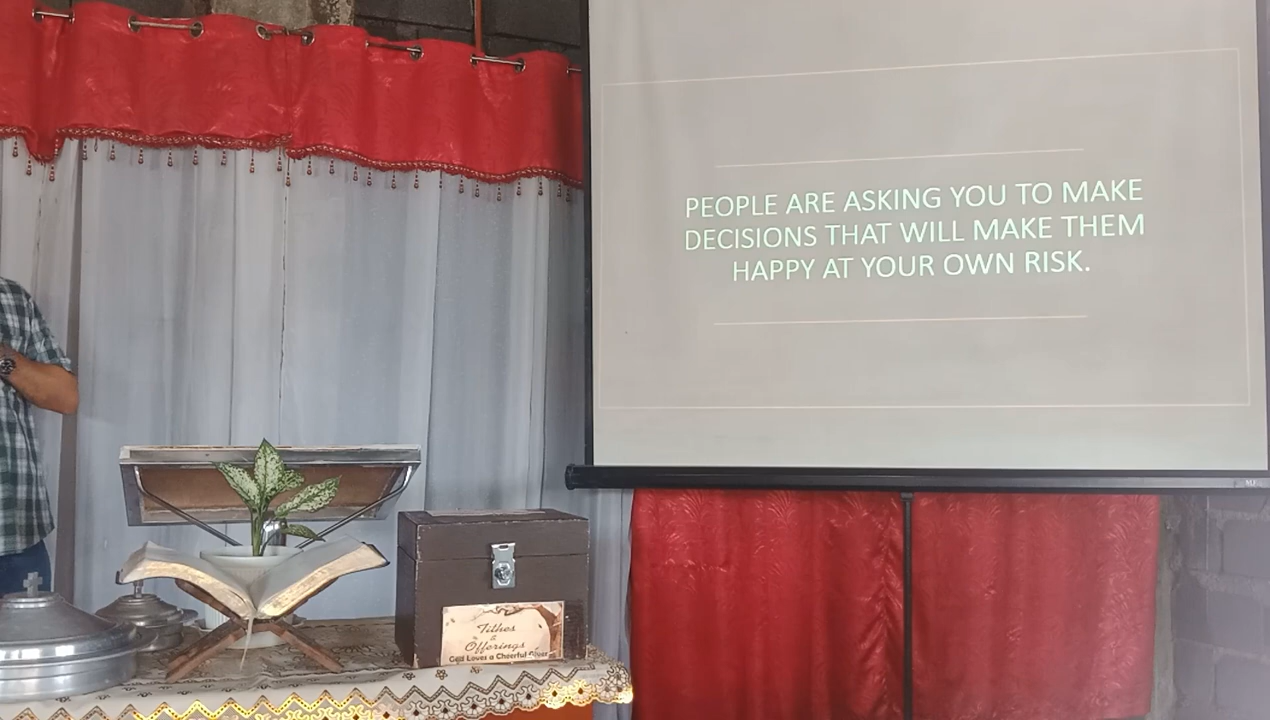 PEOPLE ARE ASKING YOU TO MAKE
DECISIONS THAT WILL MAKE THEM
HAPPY AT YOUR OWN RISK.
Tithes
&
Offerings
God Loves a Cheerful Giver